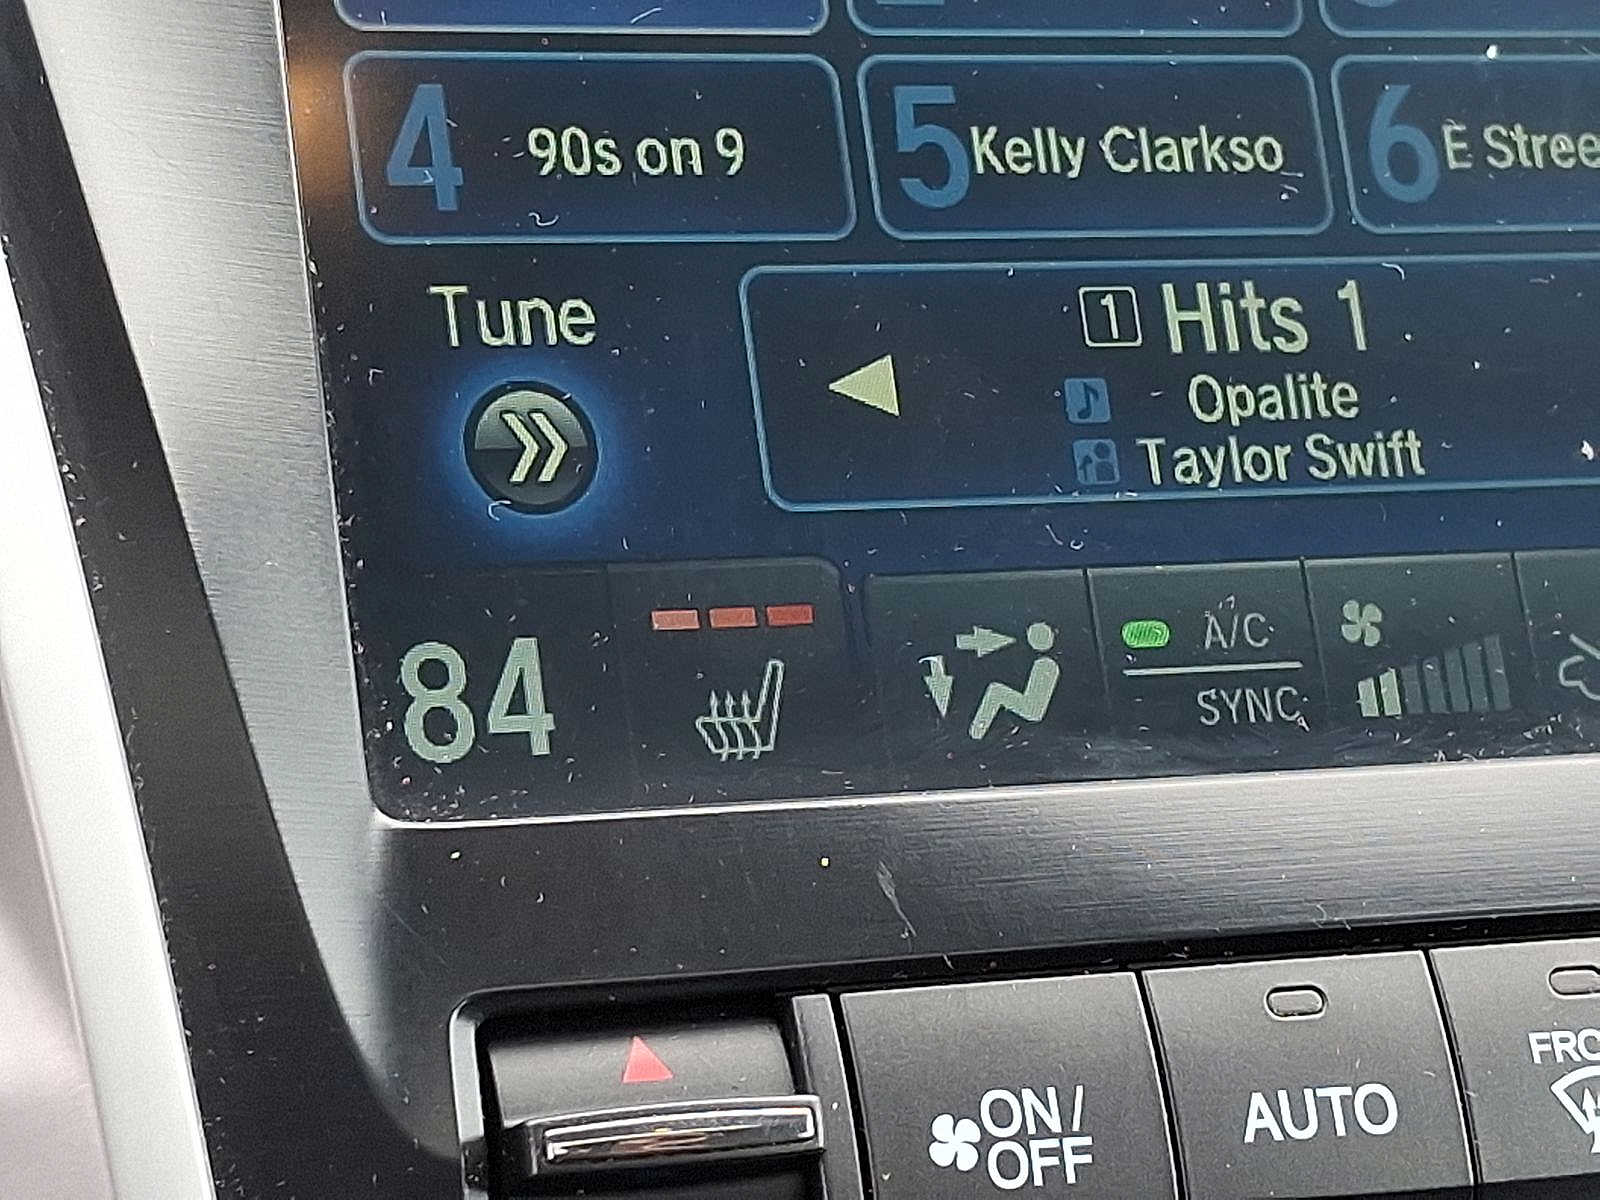 4 90s on 9
5 Kelly Clarkso
6 E Stree
Tune
1 Hits 1
Opalite
Taylor Swift
84
A/C
SYNC
ON/
OFF
AUTO
FRO